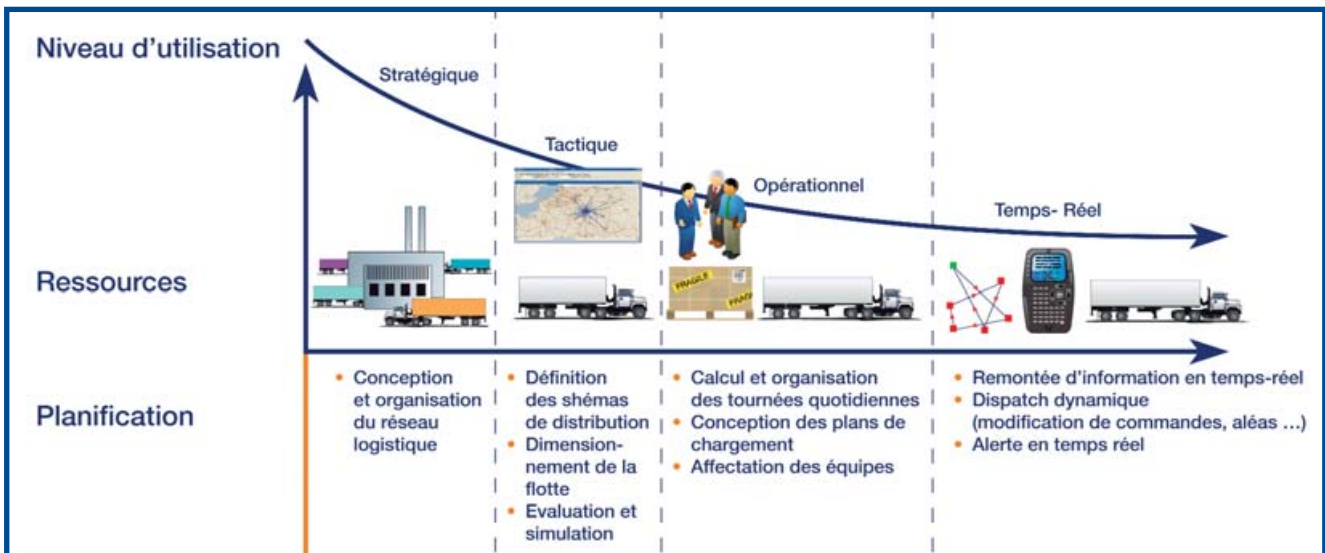 Niveau d'utilisation
Stratégique
Tactique
Opérationnel
Temps- Réel
Ressources
FRAGILE
FRAG
Planification
• Conception
et organisation
du réseau
logistique
• Définition
des shémas
de distribution
• Dimension-
nement de la
flotte
• Evaluation et
simulation
• Calcul et organisation
des tournées quotidiennes
• Conception des plans de
chargement
• Affectation des équipes
• Remontée d'information en temps-réel
• Dispatch dynamique
(modification de commandes, aléas ...)
• Alerte en temps réel